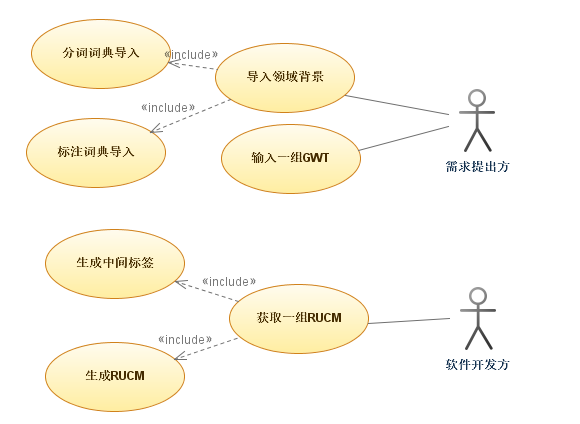 分词词典导入
«include»
导入领域背景
«include»
标注词典导入
输入一组GWT
需求提出方
生成中间标签
«include»
获取一组RUCM
«include»
生成RUCM
软件开发方